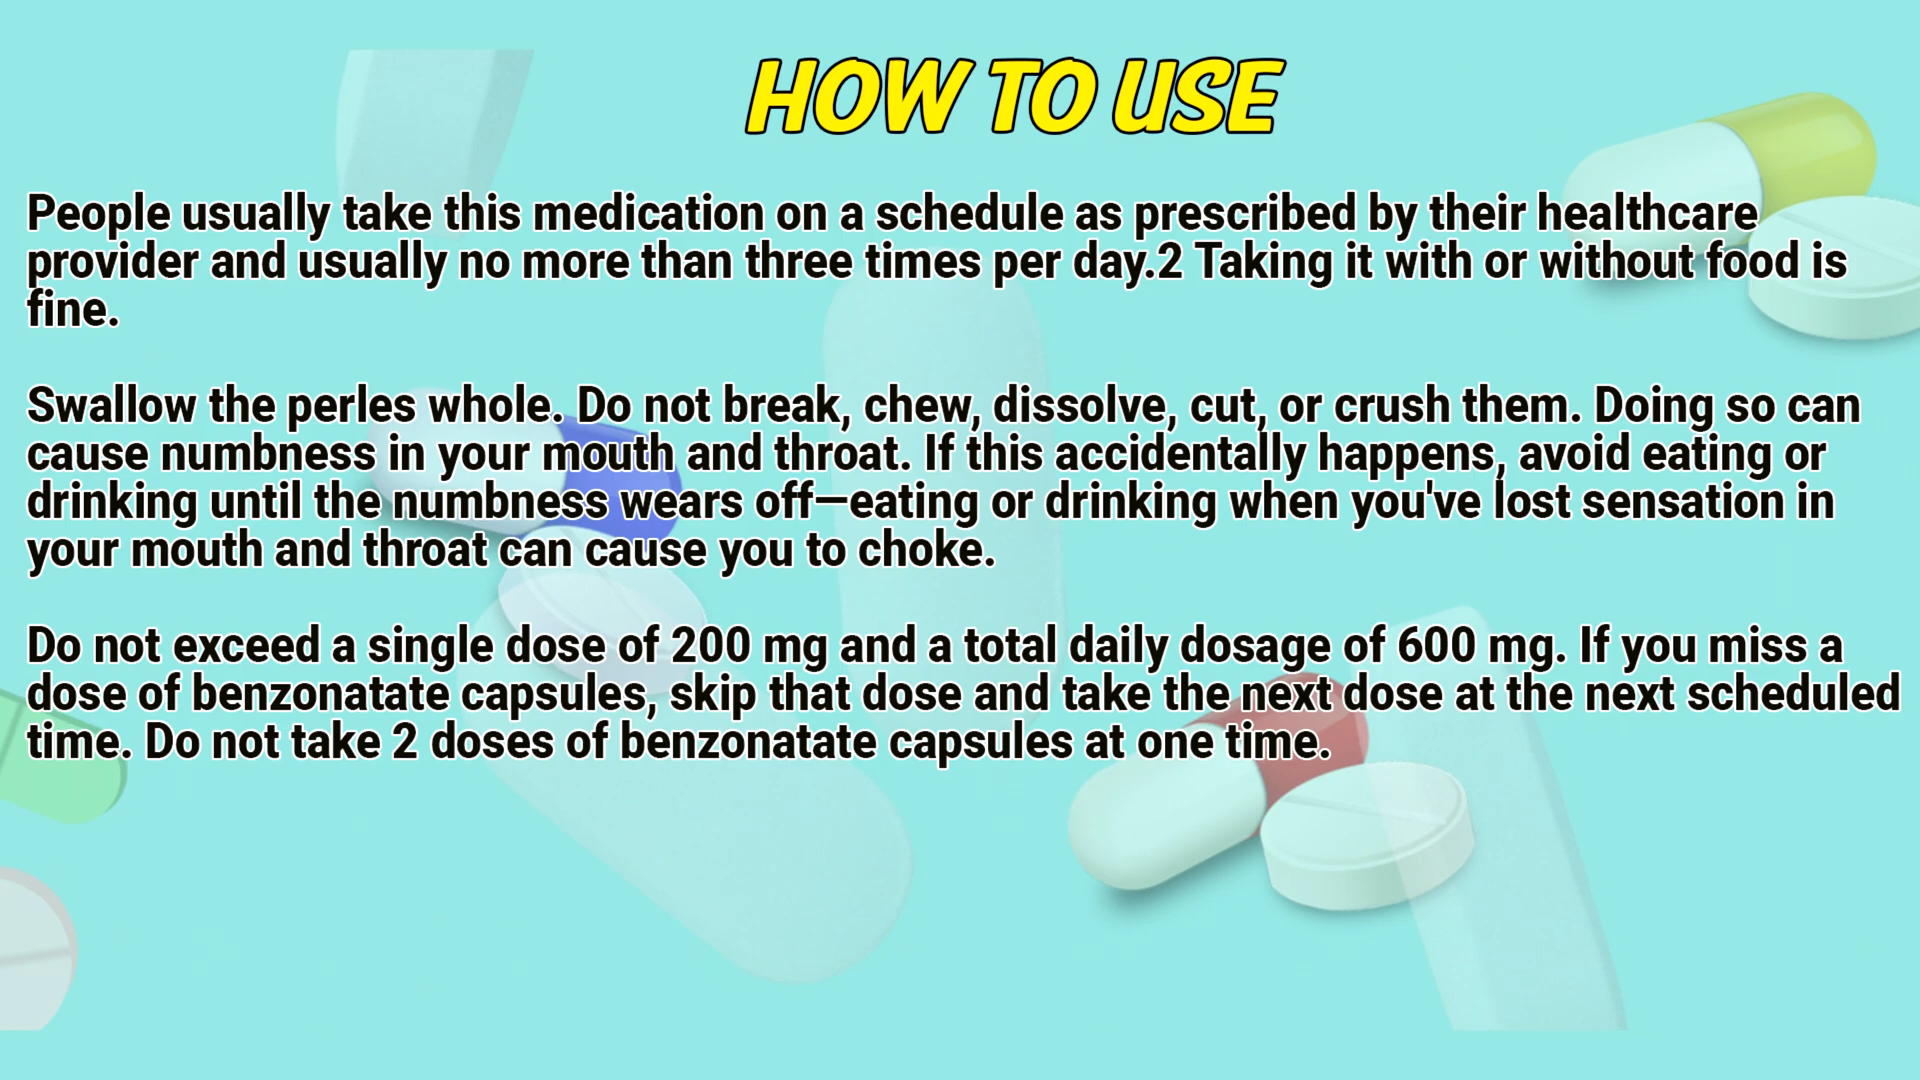 HOW TO USE
People usually take this medication on a schedule as prescribed by their healthcare
provider and usually no more than three times per day.2 Taking it with or without food is
fine.
Swallow the perles whole. Do not break, chew, dissolve, cut, or crush them. Doing so can
cause numbness in your mouth and throat. If this accidentally happens, avoid eating or
drinking until the numbness wears off—eating or drinking when you've lost sensation in
your mouth and throat can cause you to choke.
Do not exceed a single dose of 200 mg and a total daily dosage of 600 mg. If you miss a
dose of benzonatate capsules, skip that dose and take the next dose at the next scheduled
time. Do not take 2 doses of benzonatate capsules at one time.